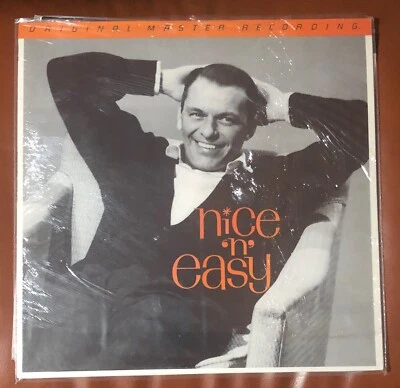 ORIGINAL MASTER RECORDING
nice
'n'
easy